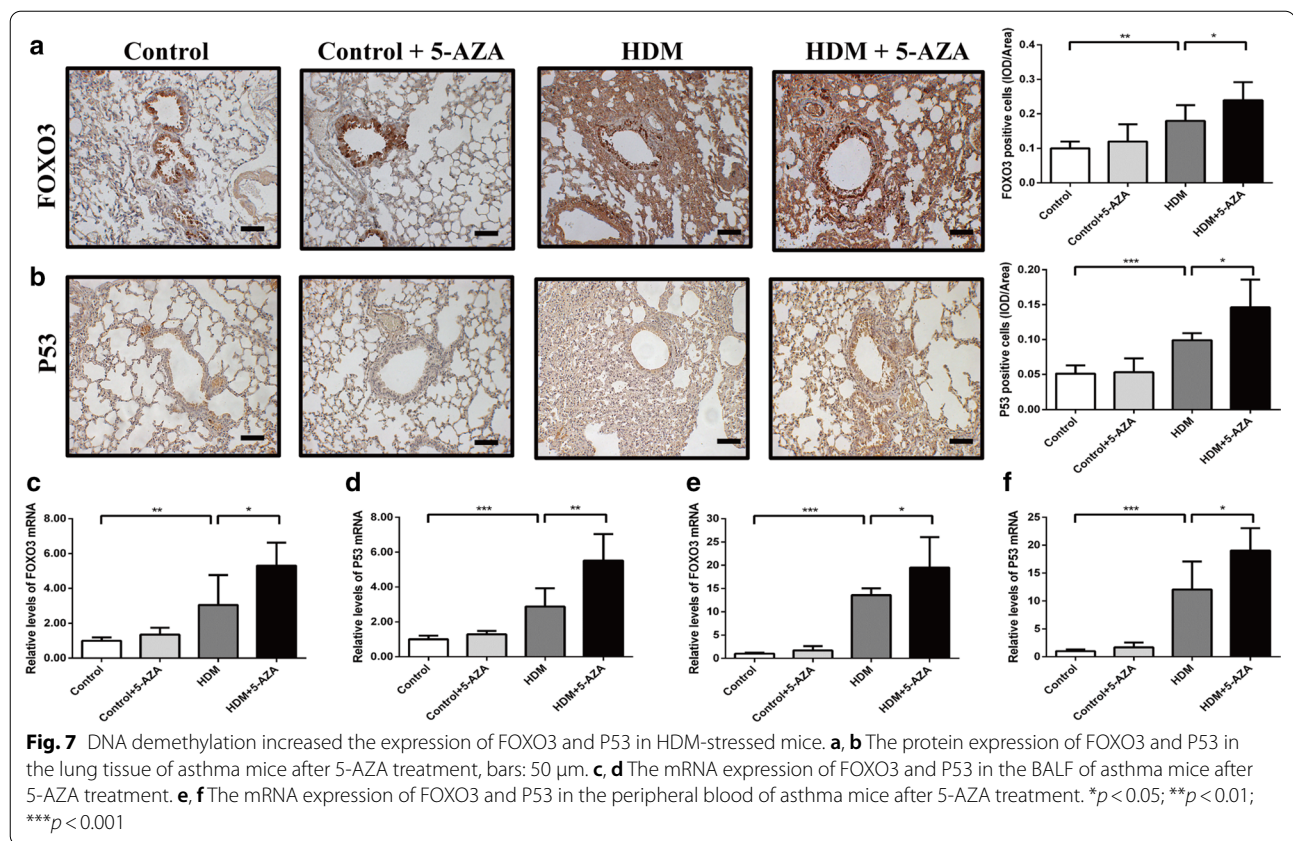 a
Control
Control + 5-AZA
HDM
HDM + 5-AZA
FOXO3
FOXO3 positive cells (IOD/Area)
0.4
0.3
0.2
0.1
0.0
**
*
Control
Control+5-AZA
HDM
HDM+5-AZA
b
P53
P53 positive cells (IOD/Area)
0.20
0.15
0.10
0.05
0.00
***
*
Control
Control+5-AZA
HDM
HDM+5-AZA
c
Relative levels of FOXO3 mRNA
8.00
6.00
4.00
2.00
0.00
**
*
Control
Control+5-AZA
HDM
HDM+5-AZA
d
Relative levels of P53 mRNA
8.00
6.00
4.00
2.00
0.00
***
**
Control
Control+5-AZA
HDM
HDM+5-AZA
e
Relative levels of FOXO3 mRNA
30
25
20
15
10
5
0
***
*
Control
Control+5-AZA
HDM
HDM+5-AZA
f
Relative levels of P53 mRNA
25
20
15
10
5
0
***
*
Control
Control+5-AZA
HDM
HDM+5-AZA
Fig. 7 DNA demethylation increased the expression of FOXO3 and P53 in HDM-stressed mice. a, b The protein expression of FOXO3 and P53 in
the lung tissue of asthma mice after 5-AZA treatment, bars: 50 μm. c, d The mRNA expression of FOXO3 and P53 in the BALF of asthma mice after
5-AZA treatment. e, f The mRNA expression of FOXO3 and P53 in the peripheral blood of asthma mice after 5-AZA treatment. *p < 0.05; **p < 0.01;
***p < 0.001